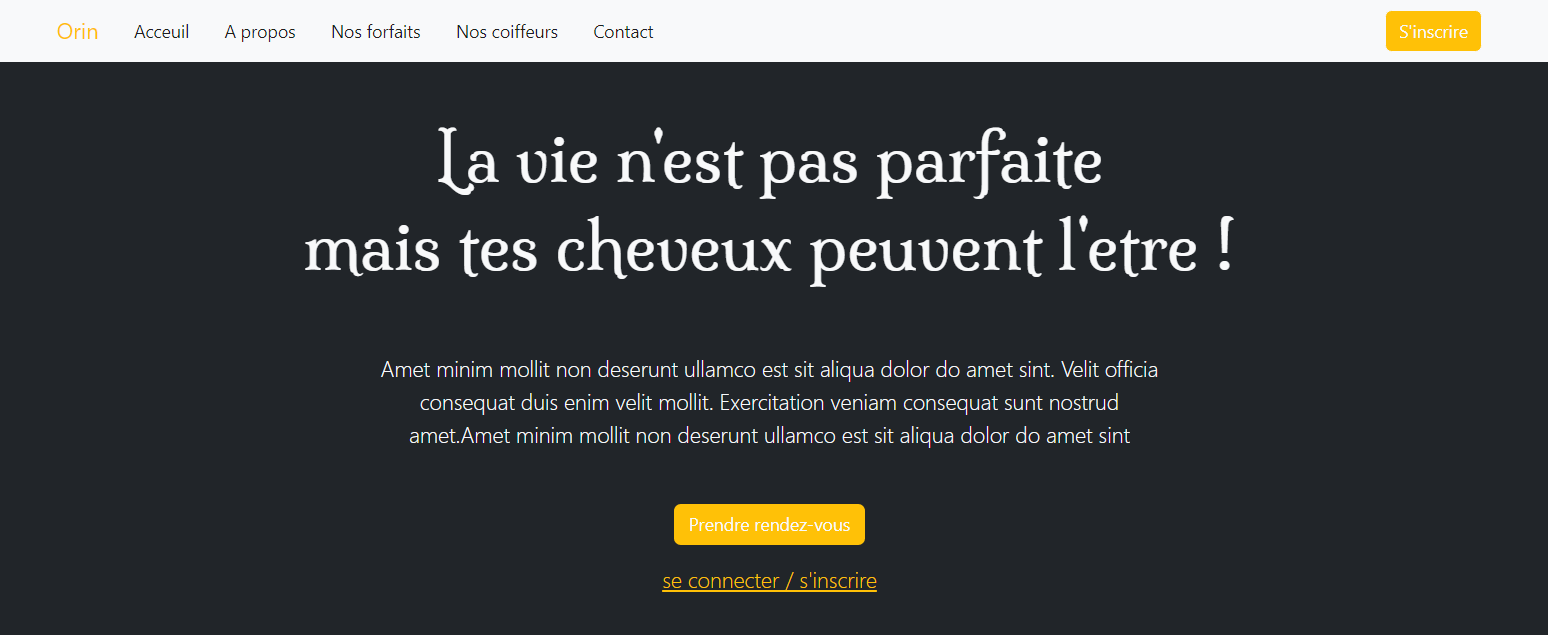 Orin Acceuil A propos Nos forfaits Nos coiffeurs Contact S'inscrire
La vie n'est pas parfaite
mais tes cheveux peuvent l'etre !
Amet minim mollit non deserunt ullamco est sit aliqua dolor do amet sint. Velit officia
consequat duis enim velit mollit. Exercitation veniam consequat sunt nostrud
amet.Amet minim mollit non deserunt ullamco est sit aliqua dolor do amet sint
Prendre rendez-vous
se connecter / s'inscrire